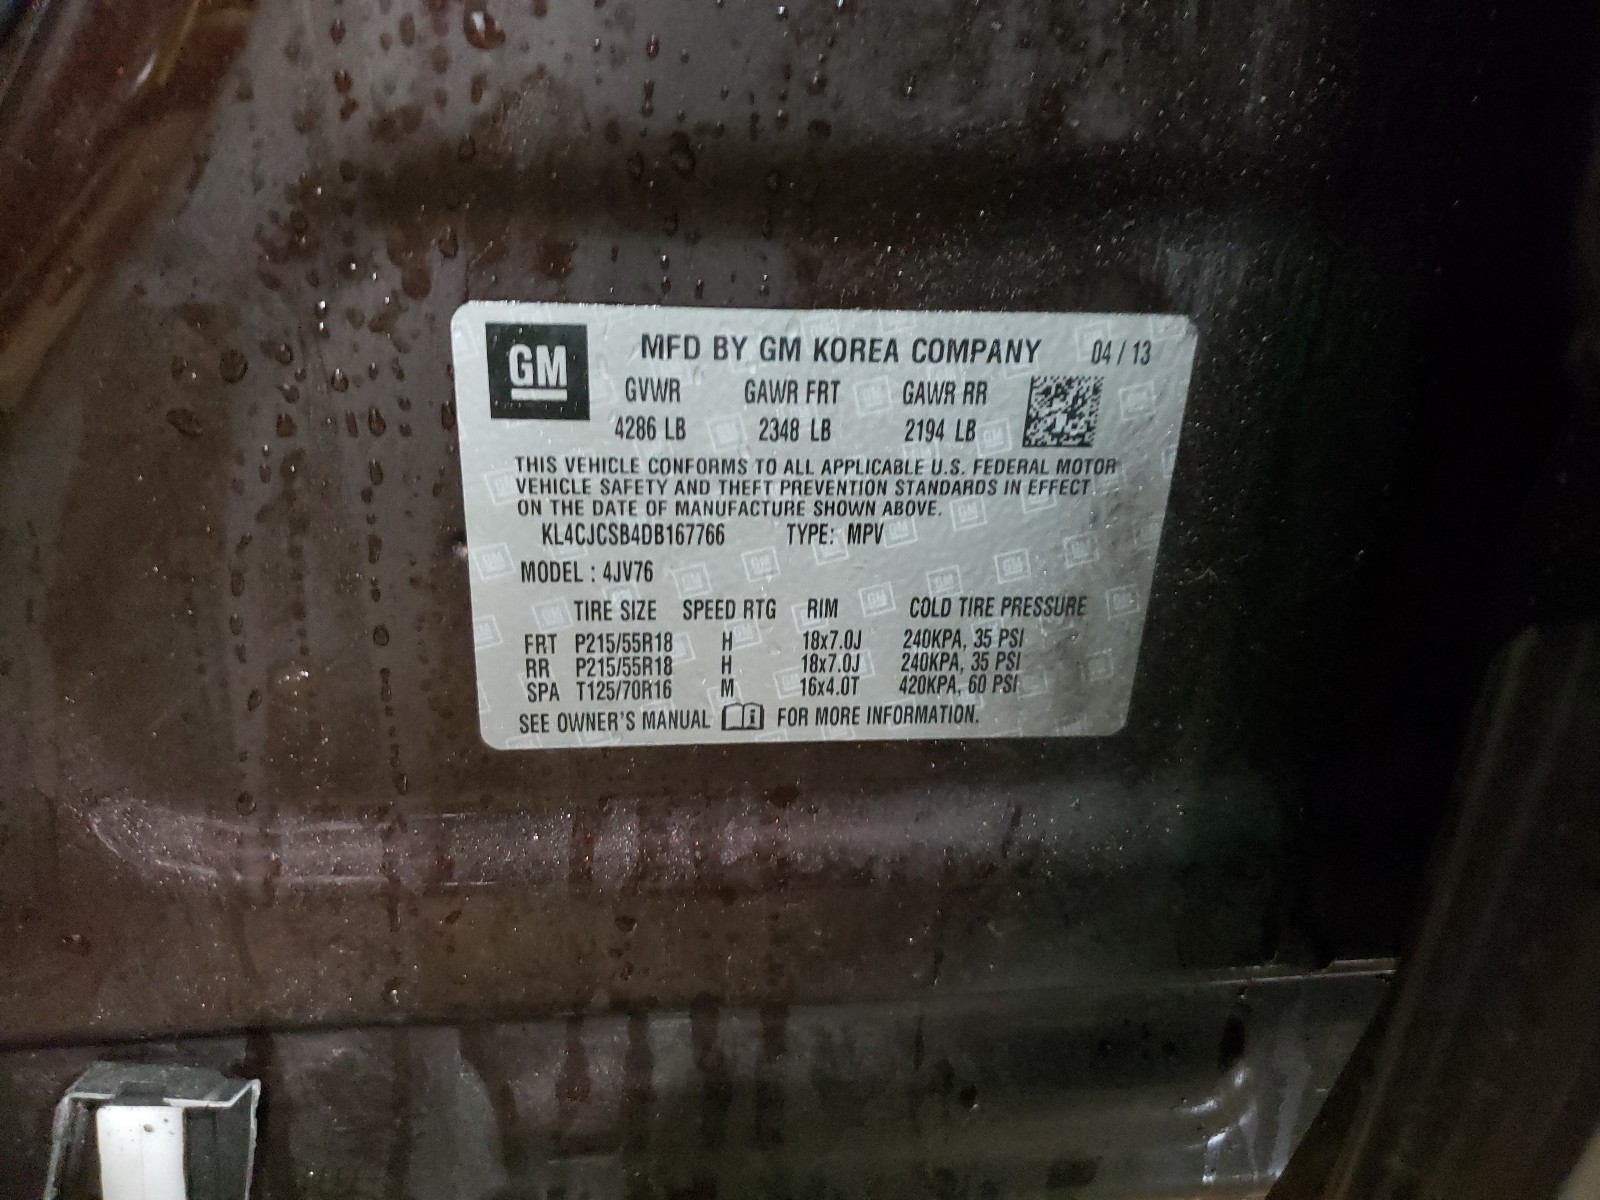 GM MFD BY GM KOREA COMPANY 04 / 13
GVWR GAWR FRT GAWR RR
4286 LB 2348 LB 2194 LB
THIS VEHICLE CONFORMS TO ALL APPLICABLE U.S. FEDERAL MOTOR
VEHICLE SAFETY AND THEFT PREVENTION STANDARDS IN EFFECT
ON THE DATE OF MANUFACTURE SHOWN ABOVE.
KL4CJCSB4DB167766 TYPE: MPV
MODEL : 4JV76
TIRE SIZE SPEED RTG RIM COLD TIRE PRESSURE
FRT P215/55R18 H 18x7.0J 240KPA, 35 PSI
RR P215/55R18 H 18x7.0J 240KPA, 35 PSI
SPA T125/70R16 M 16x4.0T 420KPA, 60 PSI
SEE OWNER'S MANUAL FOR MORE INFORMATION.